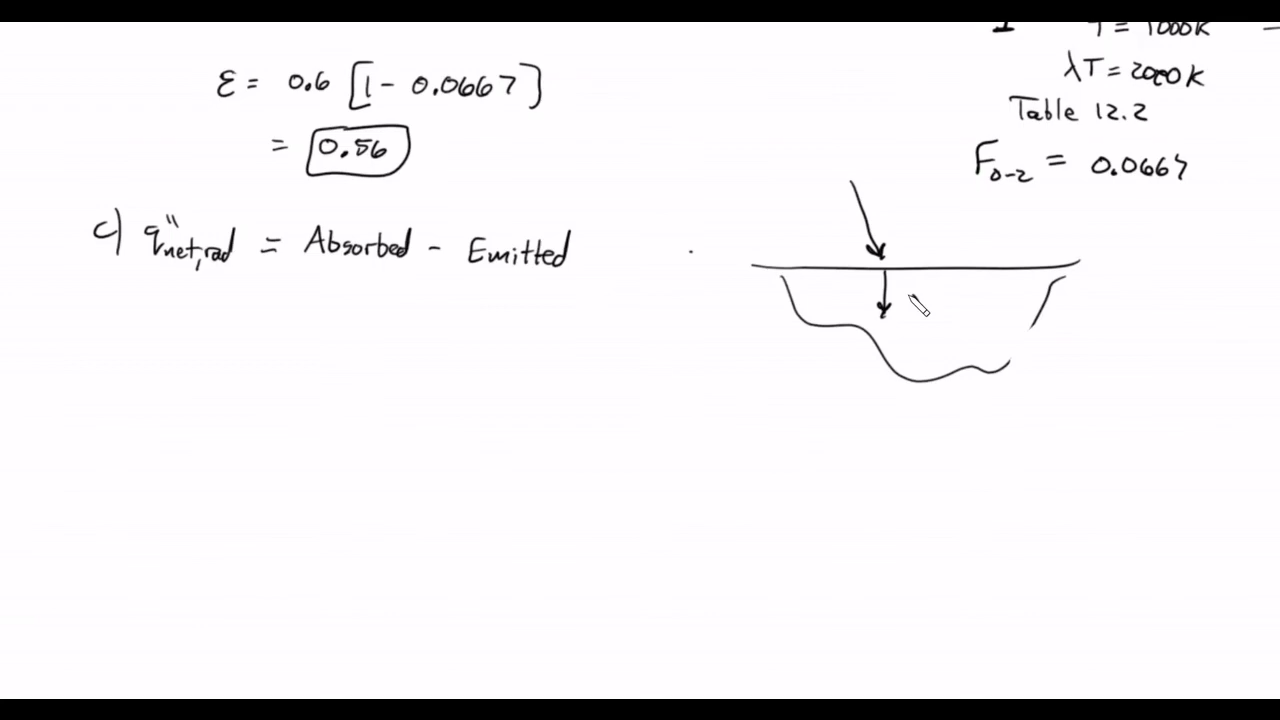 T = 1000K
λT = 2000K
Table 12.2
F₀₋₂ = 0.0667
ε = 0.6 [1 - 0.0667]
= 0.56
c) q''net,rad = Absorbed - Emitted